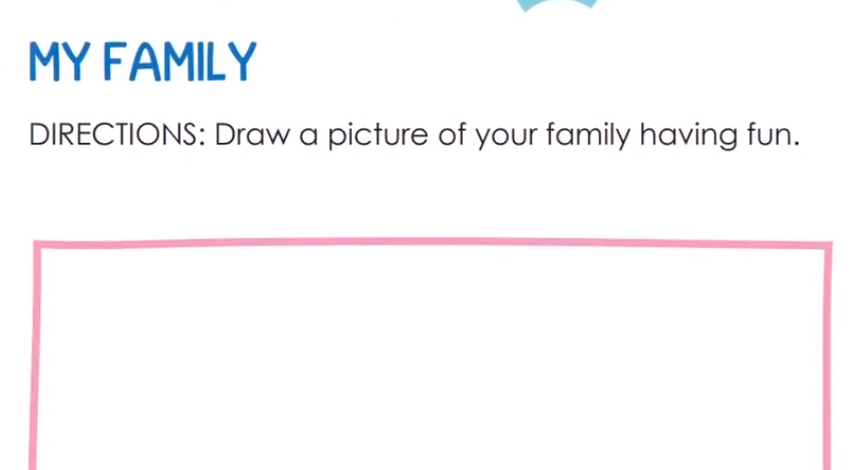 MY FAMILY
DIRECTIONS: Draw a picture of your family having fun.